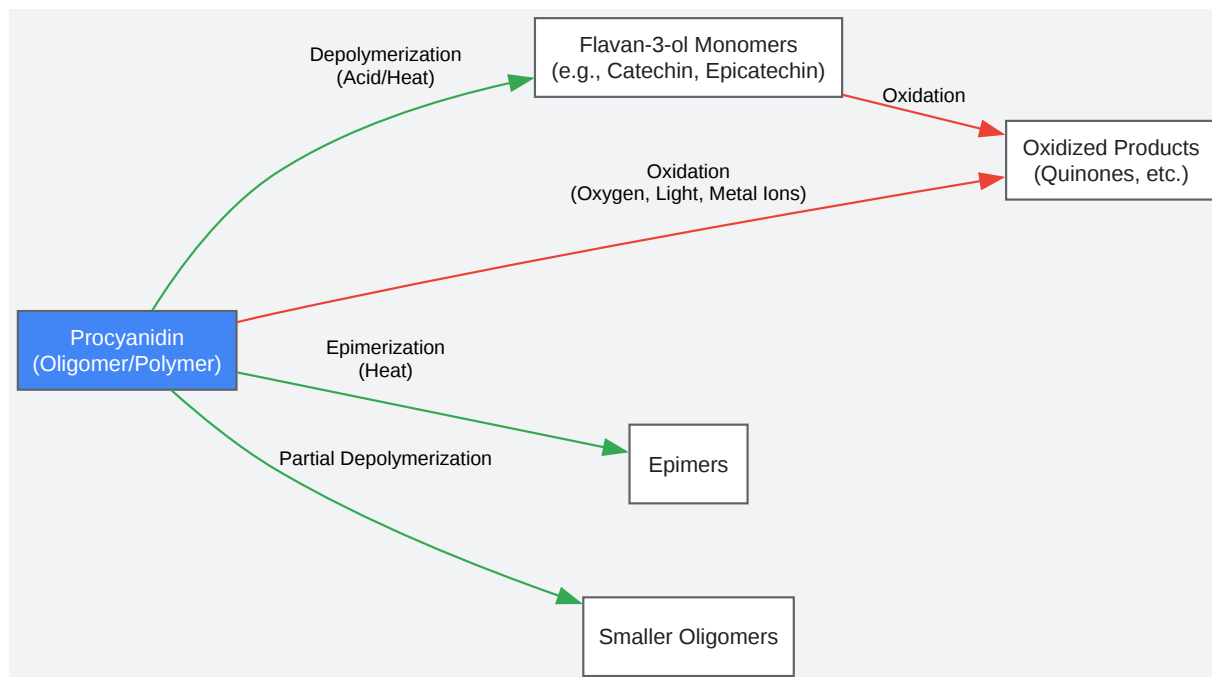 Depolymerization
(Acid/Heat)
Flavan-3-ol Monomers
(e.g., Catechin, Epicatechin)
Oxidation
Oxidized Products
(Quinones, etc.)
Oxidation
(Oxygen, Light, Metal Ions)
Procyanidin
(Oligomer/Polymer)
Epimerization
(Heat)
Epimers
Partial Depolymerization
Smaller Oligomers